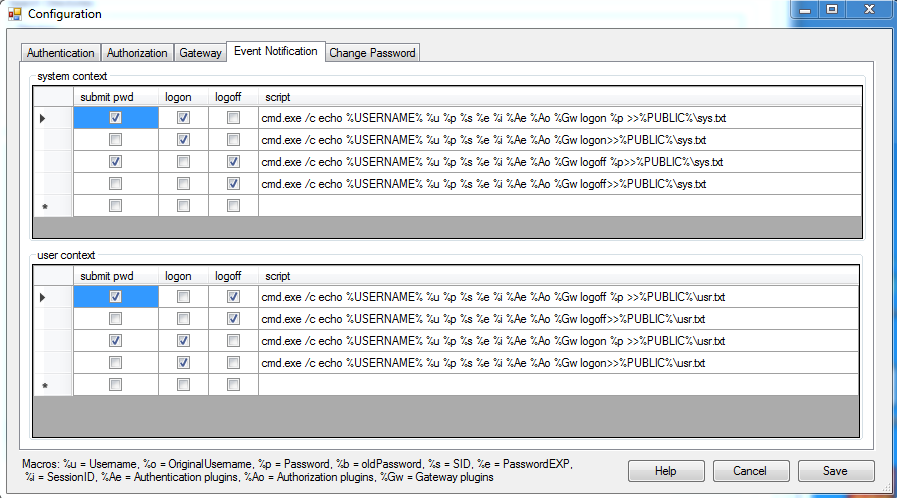 Configuration
Authentication Authorization Gateway Event Notification Change Password
system context
submit pwd logon logoff script
cmd.exe /c echo %USERNAME% %u %p %s %e %i %Ae %Ao %Gw logon %p >>%PUBLIC%\sys.txt
cmd.exe /c echo %USERNAME% %u %p %s %e %i %Ae %Ao %Gw logon>>%PUBLIC%\sys.txt
cmd.exe /c echo %USERNAME% %u %p %s %e %i %Ae %Ao %Gw logoff %p>>%PUBLIC%\sys.txt
cmd.exe /c echo %USERNAME% %u %p %s %e %i %Ae %Ao %Gw logoff>>%PUBLIC%\sys.txt
*
user context
submit pwd logon logoff script
cmd.exe /c echo %USERNAME% %u %p %s %e %i %Ae %Ao %Gw logoff %p >>%PUBLIC%\usr.txt
cmd.exe /c echo %USERNAME% %u %p %s %e %i %Ae %Ao %Gw logoff>>%PUBLIC%\usr.txt
cmd.exe /c echo %USERNAME% %u %p %s %e %i %Ae %Ao %Gw logon %p >>%PUBLIC%\usr.txt
cmd.exe /c echo %USERNAME% %u %p %s %e %i %Ae %Ao %Gw logon>>%PUBLIC%\usr.txt
*
Macros: %u = Username, %o = OriginalUsername, %p = Password, %b = oldPassword, %s = SID, %e = PasswordEXP,
%i = SessionID, %Ae = Authentication plugins, %Ao = Authorization plugins, %Gw = Gateway plugins
Help Cancel Save